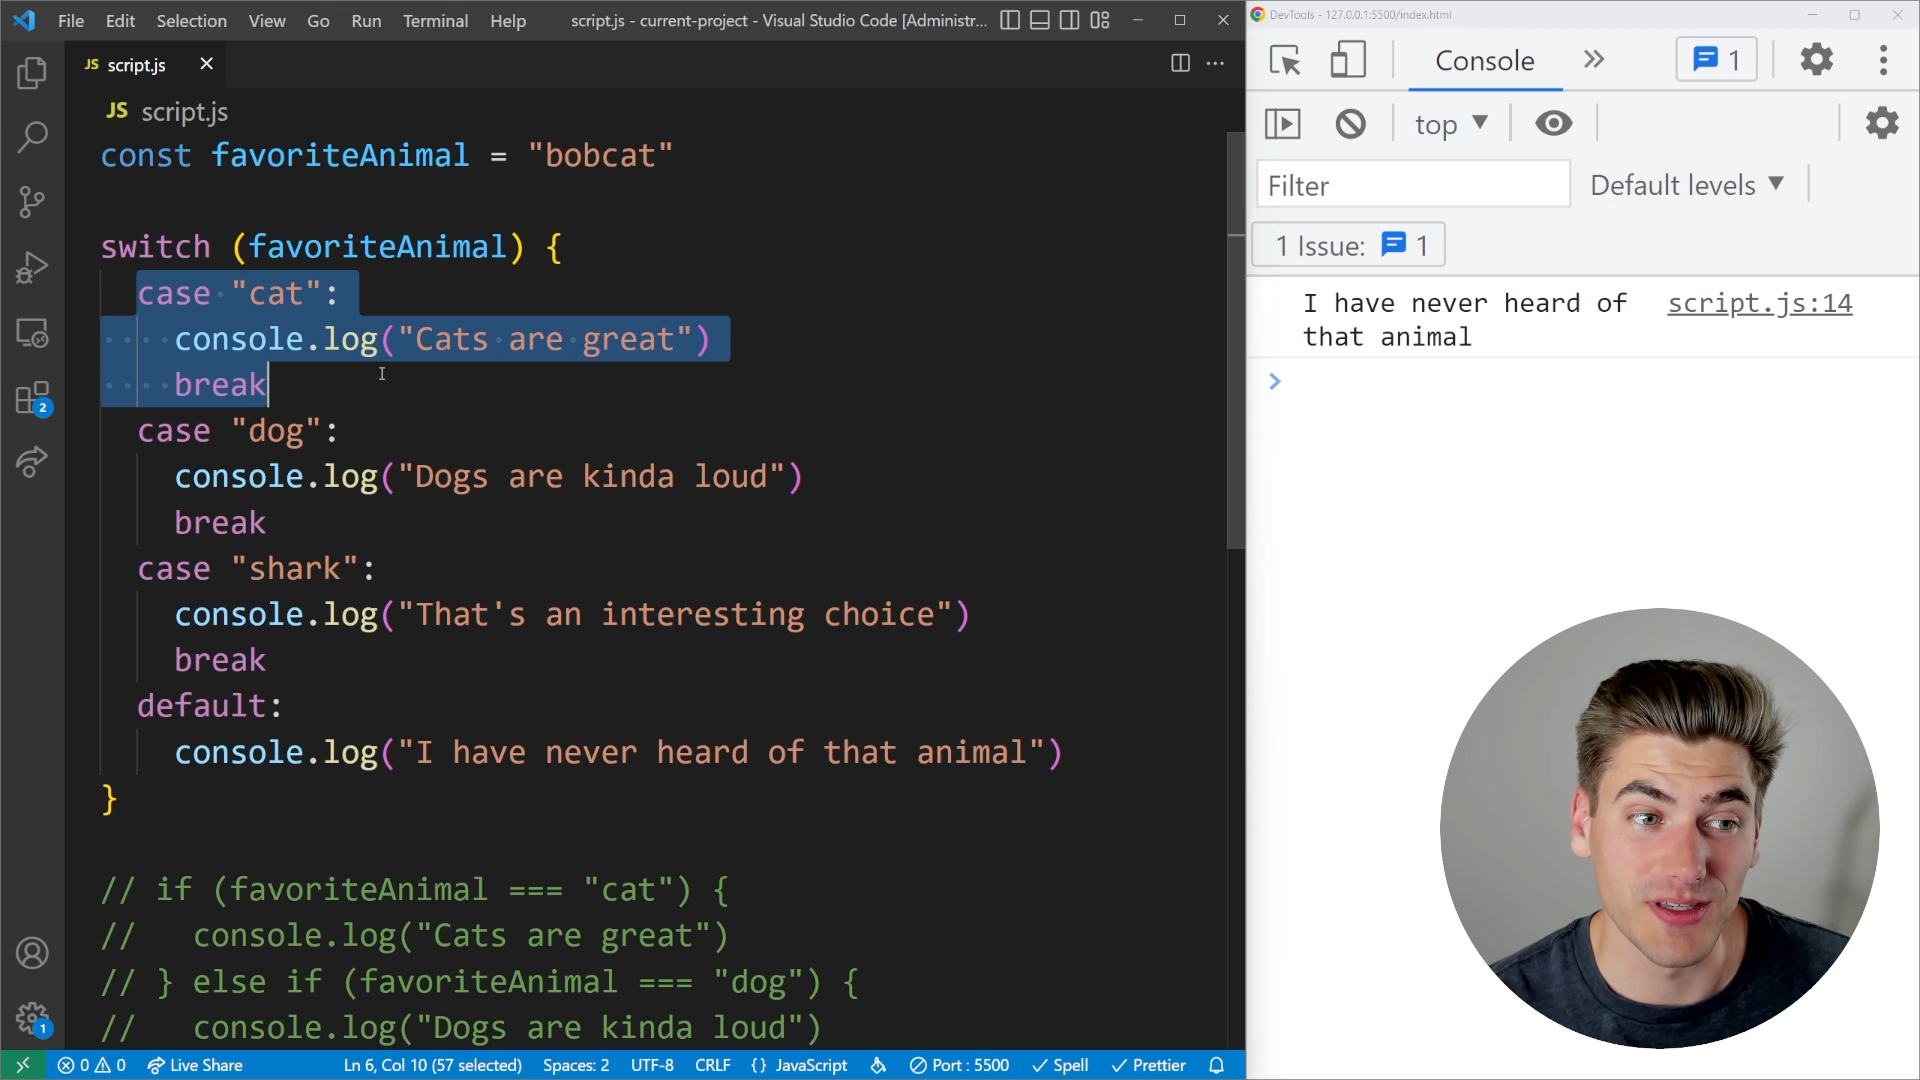 File Edit Selection View Go Run Terminal Help script.js - current-project - Visual Studio Code [Administr...
JS script.js
JS script.js
const favoriteAnimal = "bobcat"
switch (favoriteAnimal) {
case "cat":
console.log("Cats are great")
break
case "dog":
console.log("Dogs are kinda loud")
break
case "shark":
console.log("That's an interesting choice")
break
default:
console.log("I have never heard of that animal")
}
// if (favoriteAnimal === "cat") {
//   console.log("Cats are great")
// } else if (favoriteAnimal === "dog") {
//   console.log("Dogs are kinda loud")
2
1
0 0 Live Share Ln 6, Col 10 (57 selected) Spaces: 2 UTF-8 CRLF {} JavaScript Port : 5500 Spell Prettier
DevTools - 127.0.0.1:5500/index.html
Console 1
top
Filter Default levels
1 Issue: 1
I have never heard of script.js:14
that animal